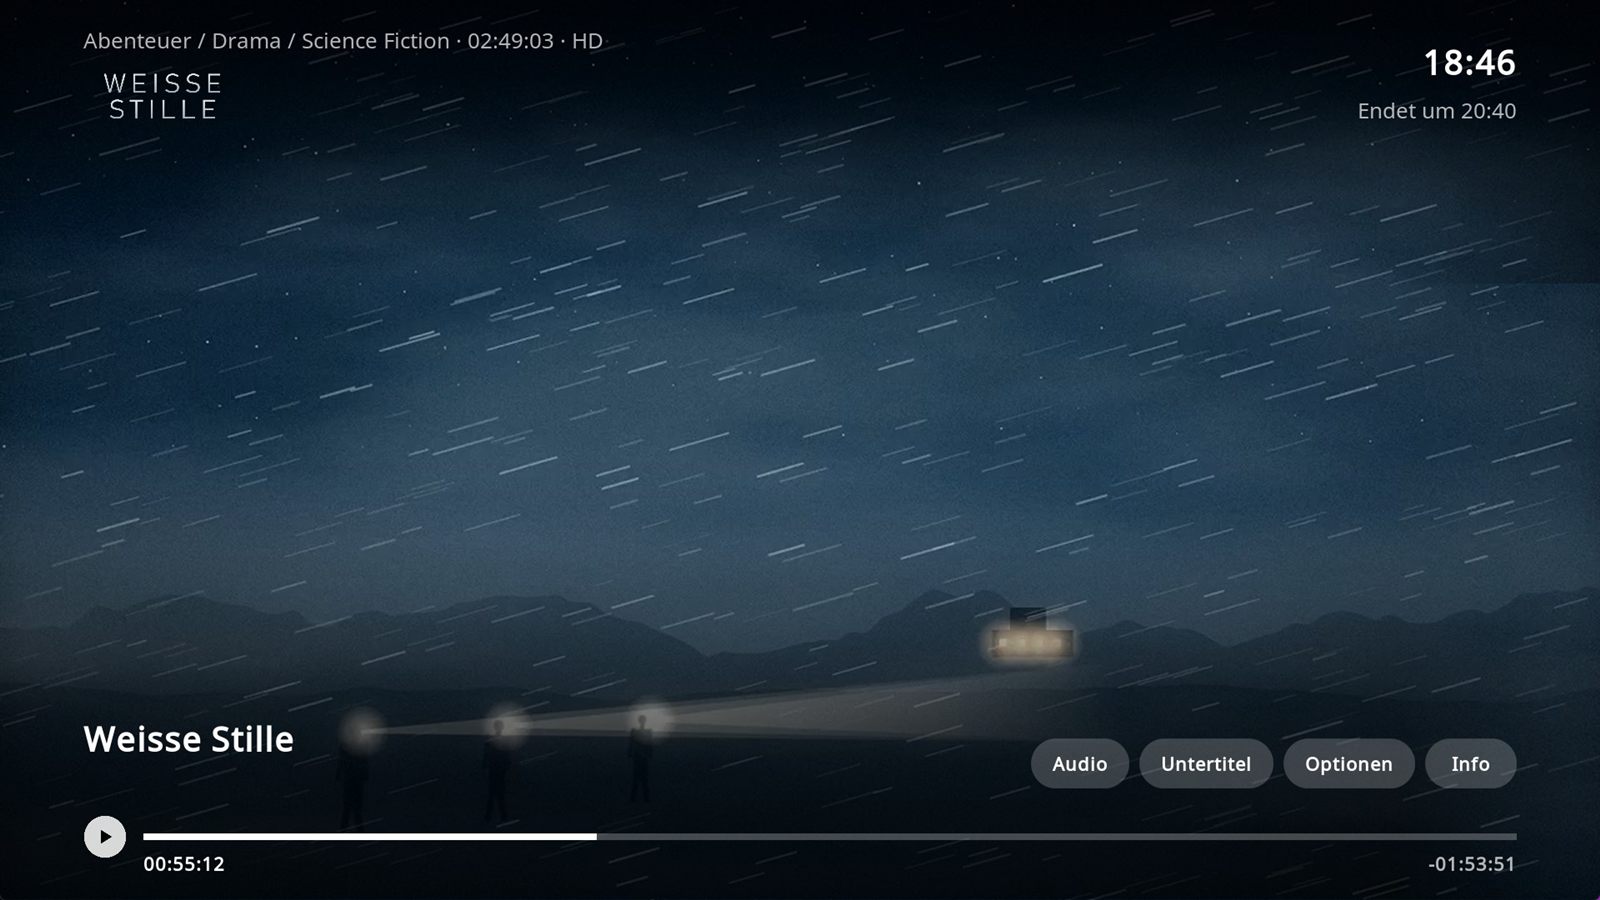 Abenteuer / Drama / Science Fiction · 02:49:03 · HD
WEISSE
STILLE
18:46
Endet um 20:40
Weisse Stille
Audio
Untertitel
Optionen
Info
00:55:12
-01:53:51